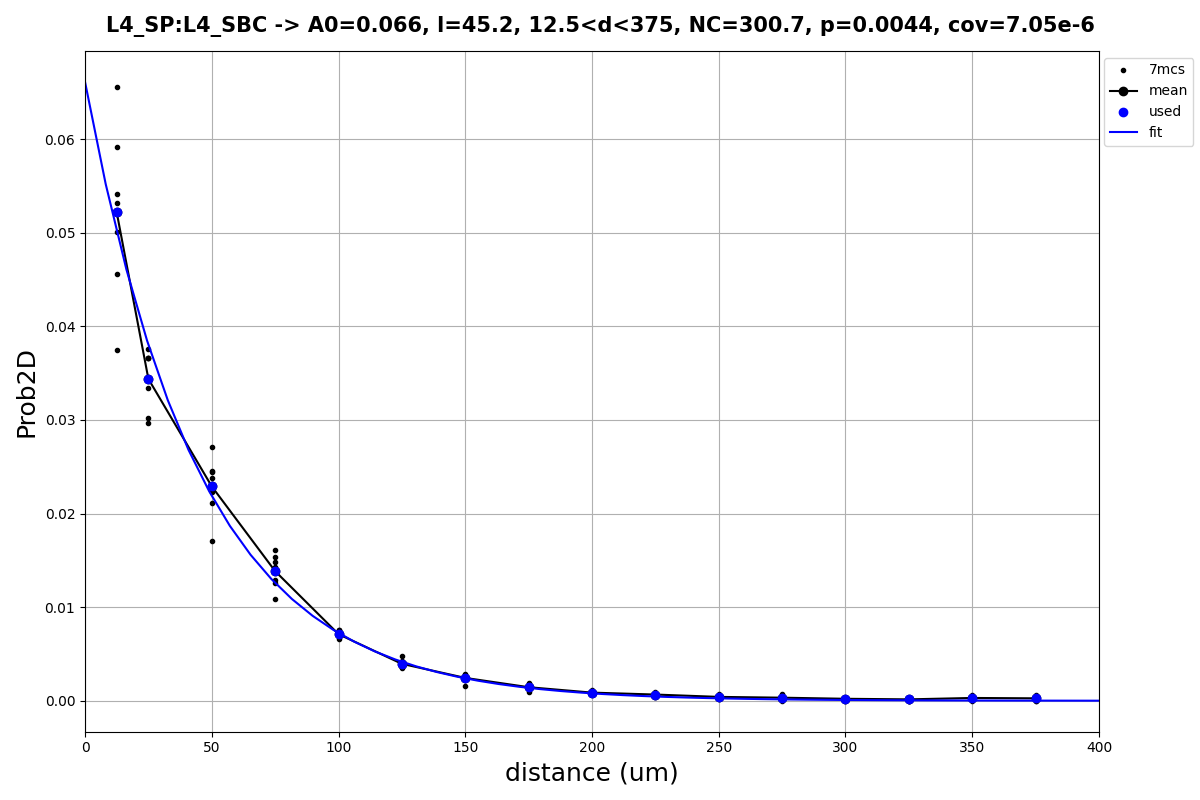 L4_SP:L4_SBC -> A0=0.066, l=45.2, 12.5<d<375, NC=300.7, p=0.0044, cov=7.05e-6
7mcs
mean
used
fit
0.06
0.05
0.04
0.03
0.02
0.01
0.00
Prob2D
0 50 100 150 200 250 300 350 400
distance (um)